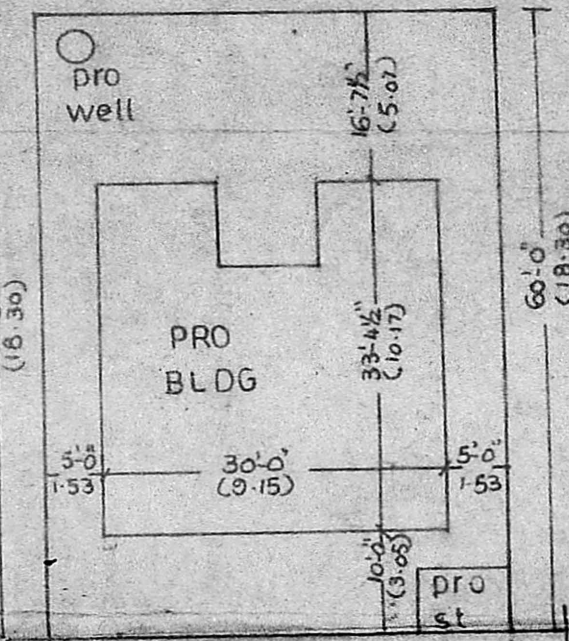 pro
well
16'-7½"
(5.07)
(18.30)
60'-0"
(18.30)
PRO
BLDG
33'-4½"
(10.17)
5'-0"
1.53
30'-0"
(9.15)
5'-0"
1.53
10'-0"
(3.05)
pro
st